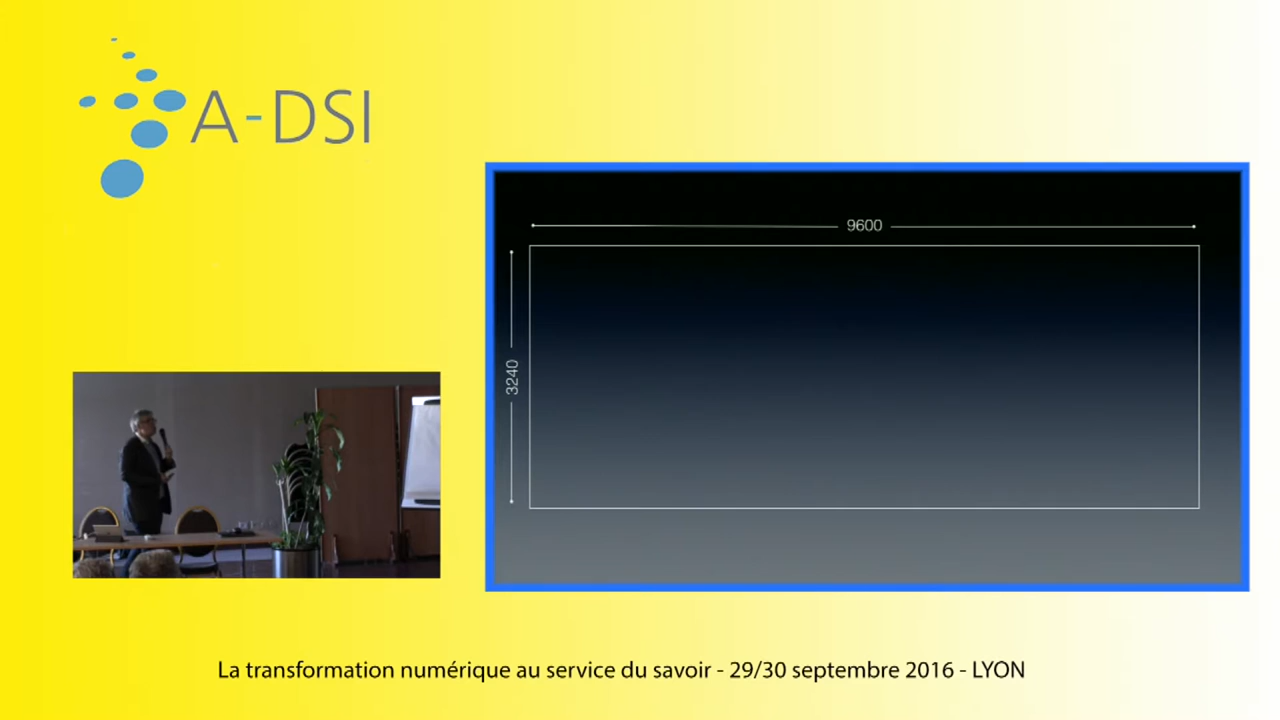 A-DSI
9600
3240
La transformation numérique au service du savoir - 29/30 septembre 2016 - LYON